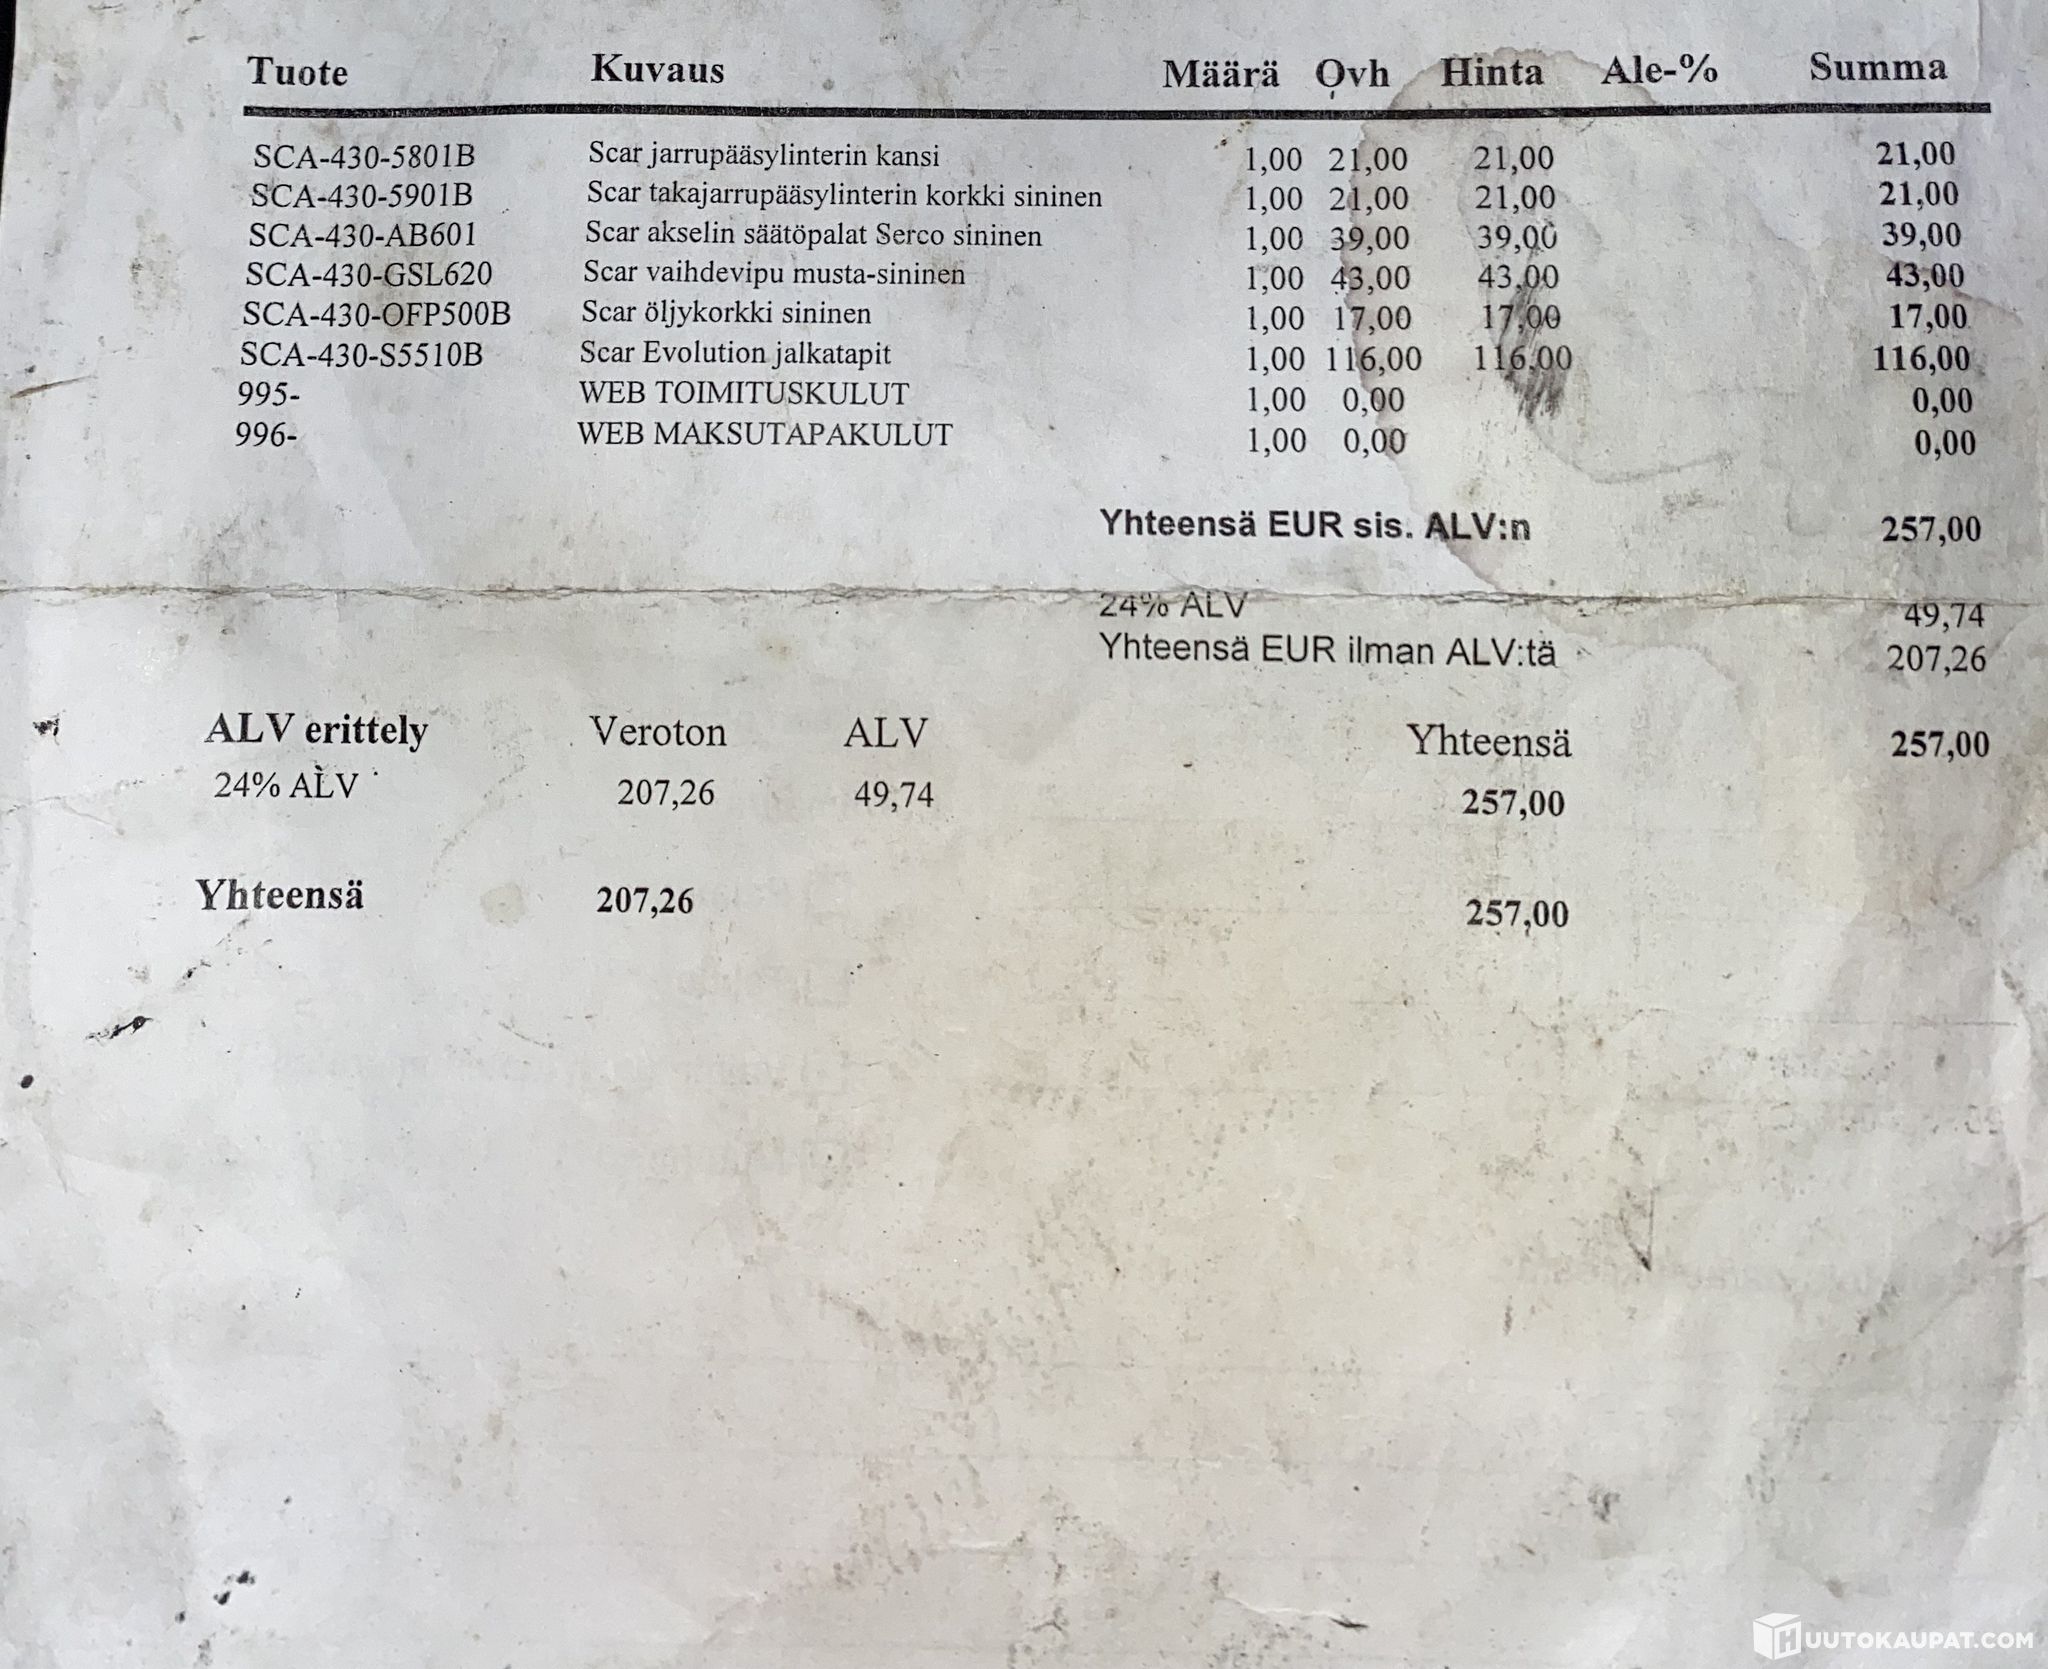 Tuote Kuvaus Määrä Ovh Hinta Ale-% Summa
SCA-430-5801B Scar jarrupääsylinterin kansi 1,00 21,00 21,00 21,00
SCA-430-5901B Scar takajarrupääsylinterin korkki sininen 1,00 21,00 21,00 21,00
SCA-430-AB601 Scar akselin säätöpalat Serco sininen 1,00 39,00 39,00 39,00
SCA-430-GSL620 Scar vaihdevipu musta-sininen 1,00 43,00 43,00 43,00
SCA-430-OFP500B Scar öljykorkki sininen 1,00 17,00 17,00 17,00
SCA-430-S5510B Scar Evolution jalkatapit 1,00 116,00 116,00 116,00
995- WEB TOIMITUSKULUT 1,00 0,00 0,00
996- WEB MAKSUTAPAKULUT 1,00 0,00 0,00
Yhteensä EUR sis. ALV:n 257,00
24% ALV 49,74
Yhteensä EUR ilman ALV:tä 207,26
ALV erittely Veroton ALV Yhteensä 257,00
24% ALV 207,26 49,74 257,00
Yhteensä 207,26 257,00
HUUTOKAUPAT.COM